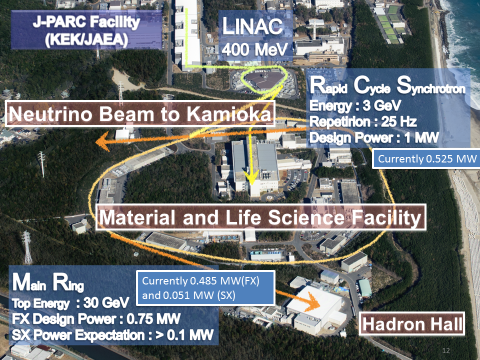 J-PARC Facility
(KEK/JAEA)
LINAC
400 MeV
Rapid Cycle Synchrotron
Energy : 3 GeV
Repetirion : 25 Hz
Design Power : 1 MW
Currently 0.525 MW
Neutrino Beam to Kamioka
Material and Life Science Facility
Main Ring
Top Energy : 30 GeV
FX Design Power : 0.75 MW
SX Power Expectation : > 0.1 MW
Currently 0.485 MW(FX)
and 0.051 MW (SX)
Hadron Hall
12